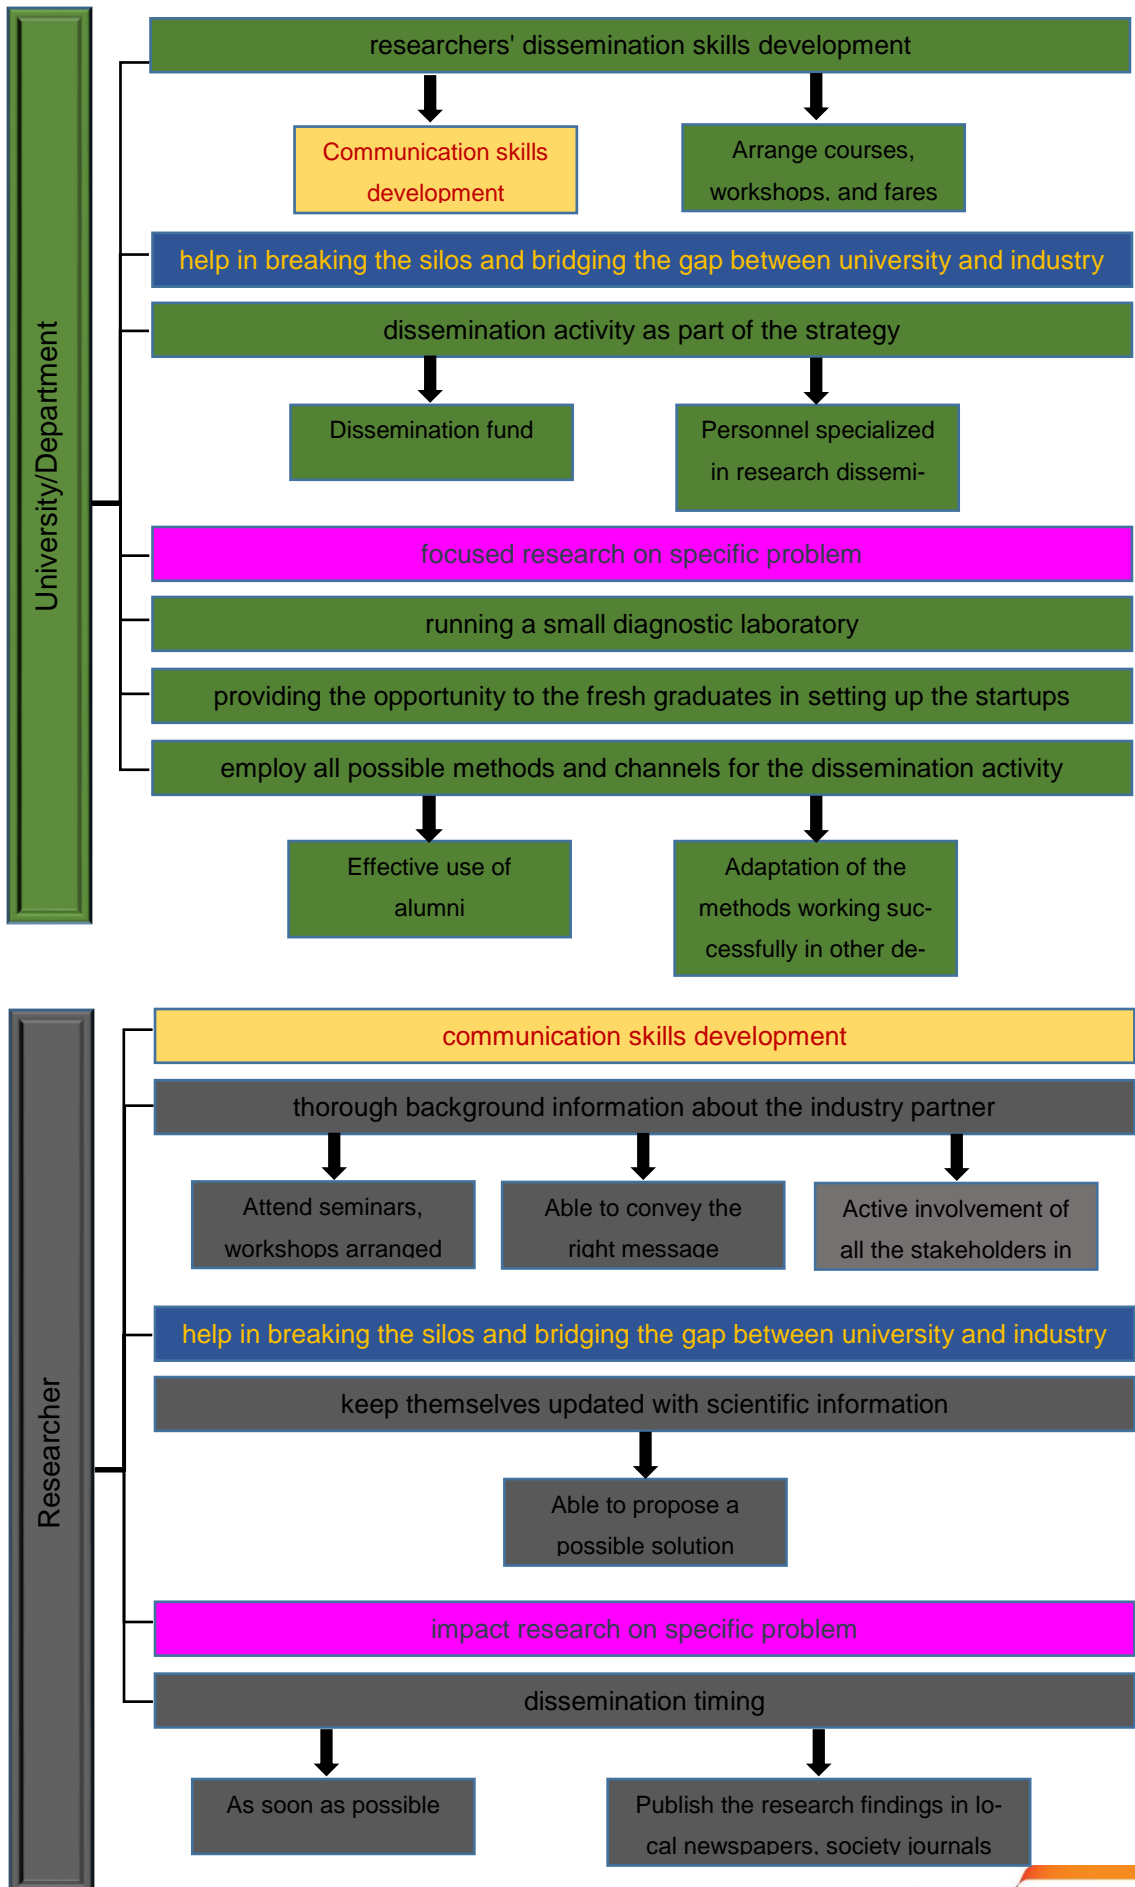 University/Department
researchers' dissemination skills development
Communication skills
development
Arrange courses,
workshops, and fares
help in breaking the silos and bridging the gap between university and industry
dissemination activity as part of the strategy
Dissemination fund
Personnel specialized
in research dissemi-
focused research on specific problem
running a small diagnostic laboratory
providing the opportunity to the fresh graduates in setting up the startups
employ all possible methods and channels for the dissemination activity
Effective use of
alumni
Adaptation of the
methods working suc-
cessfully in other de-
Researcher
communication skills development
thorough background information about the industry partner
Attend seminars,
workshops arranged
Able to convey the
right message
Active involvement of
all the stakeholders in
help in breaking the silos and bridging the gap between university and industry
keep themselves updated with scientific information
Able to propose a
possible solution
impact research on specific problem
dissemination timing
As soon as possible
Publish the research findings in lo-
cal newspapers, society journals